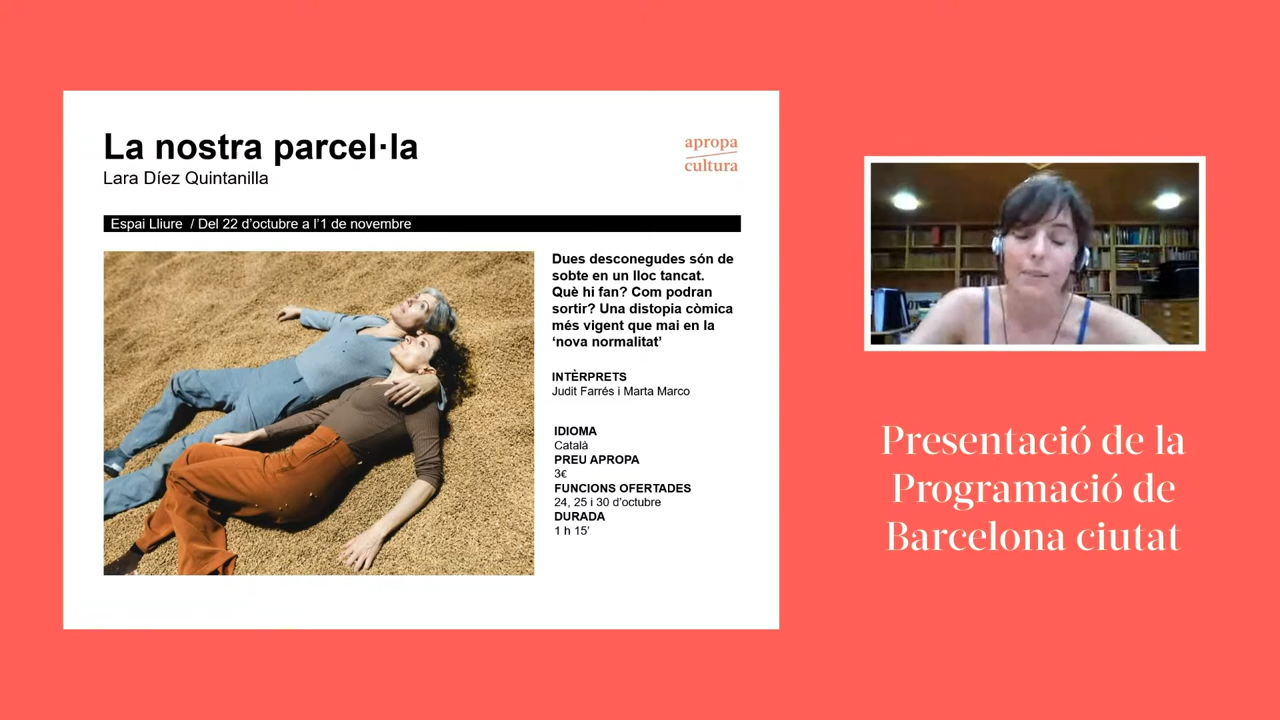 La nostra parcel·la
Lara Díez Quintanilla
apropa
cultura
Espai Lliure / Del 22 d'octubre a l'1 de novembre
Dues desconegudes són de
sobte en un lloc tancat.
Què hi fan? Com podran
sortir? Una distopia còmica
més vigent que mai en la
‘nova normalitat’
INTÈRPRETS
Judit Farrés i Marta Marco
IDIOMA
Català
PREU APROPA
3€
FUNCIONS OFERTADES
24, 25 i 30 d’octubre
DURADA
1 h 15’
Presentació de la
Programació de
Barcelona ciutat